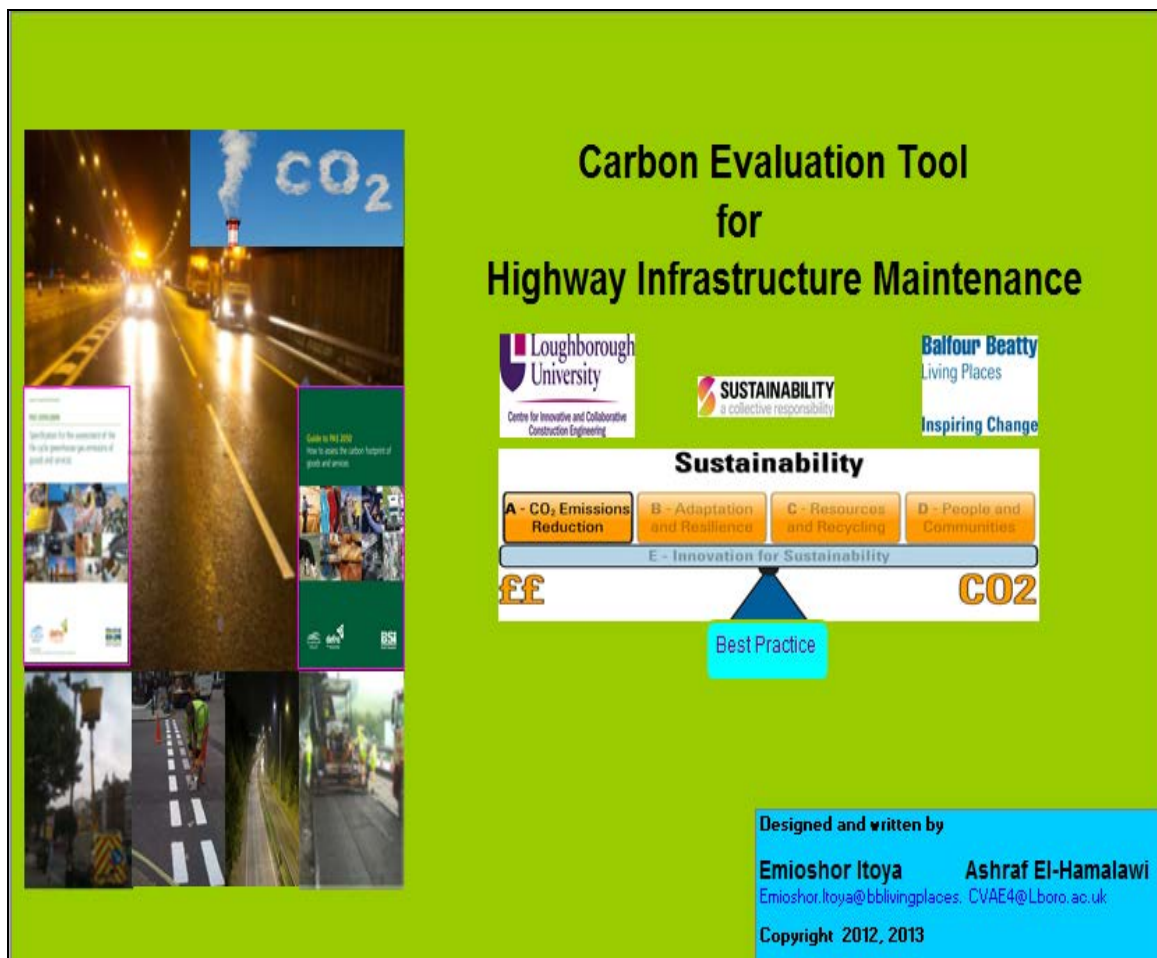 CO2
Carbon Evaluation Tool
for
Highway Infrastructure Maintenance
Loughborough
University
Centre for Innovative and Collaborative
Construction Engineering
SUSTAINABILITY
a collective responsibility
Balfour Beatty
Living Places
Inspiring Change
Specification for the assessment of the
life cycle greenhouse gas emissions of
goods and services
Guide to PAS 2050
How to assess the carbon footprint of
goods and services
defra
defra
BSI
Sustainability
A - CO₂ Emissions
Reduction
B - Adaptation
and Resilience
C - Resources
and Recycling
D - People and
Communities
E - Innovation for Sustainability
££
CO2
Best Practice
Designed and written by
Emioshor Itoya Ashraf El-Hamalawi
Emioshor.Itoya@bblivingplaces. CVAE4@Lboro.ac.uk
Copyright 2012, 2013